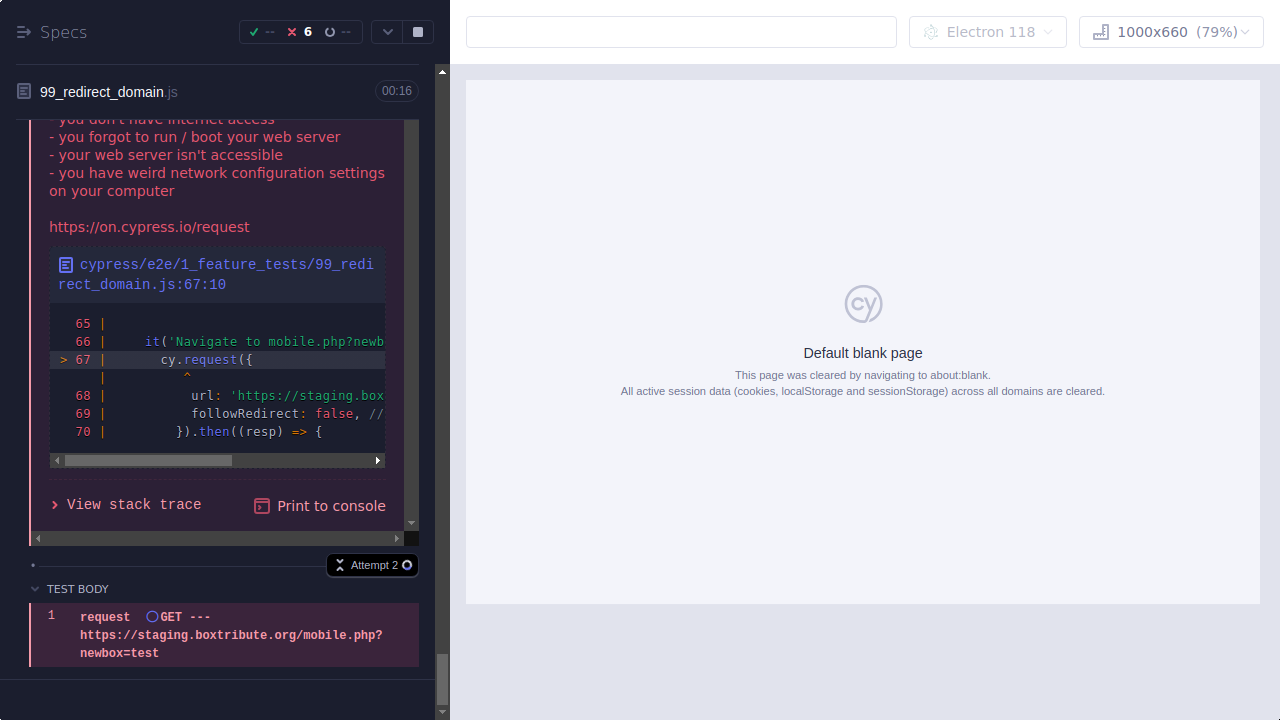 Specs
--
6
--
Electron 118
1000x660 (79%)
99_redirect_domain.js
00:16
- you don't have internet access
- you forgot to run / boot your web server
- your web server isn't accessible
- you have weird network configuration settings
on your computer
https://on.cypress.io/request
cypress/e2e/1_feature_tests/99_redi
rect_domain.js:67:10
65 |
66 |     it('Navigate to mobile.php?newb
> 67 |       cy.request({
|          ^
68 |           url: 'https://staging.box
69 |           followRedirect: false, //
70 |         }).then((resp) => {
View stack trace
Print to console
Attempt 2
TEST BODY
1 request GET ---
https://staging.boxtribute.org/mobile.php?
newbox=test
cy
Default blank page
This page was cleared by navigating to about:blank.
All active session data (cookies, localStorage and sessionStorage) across all domains are cleared.